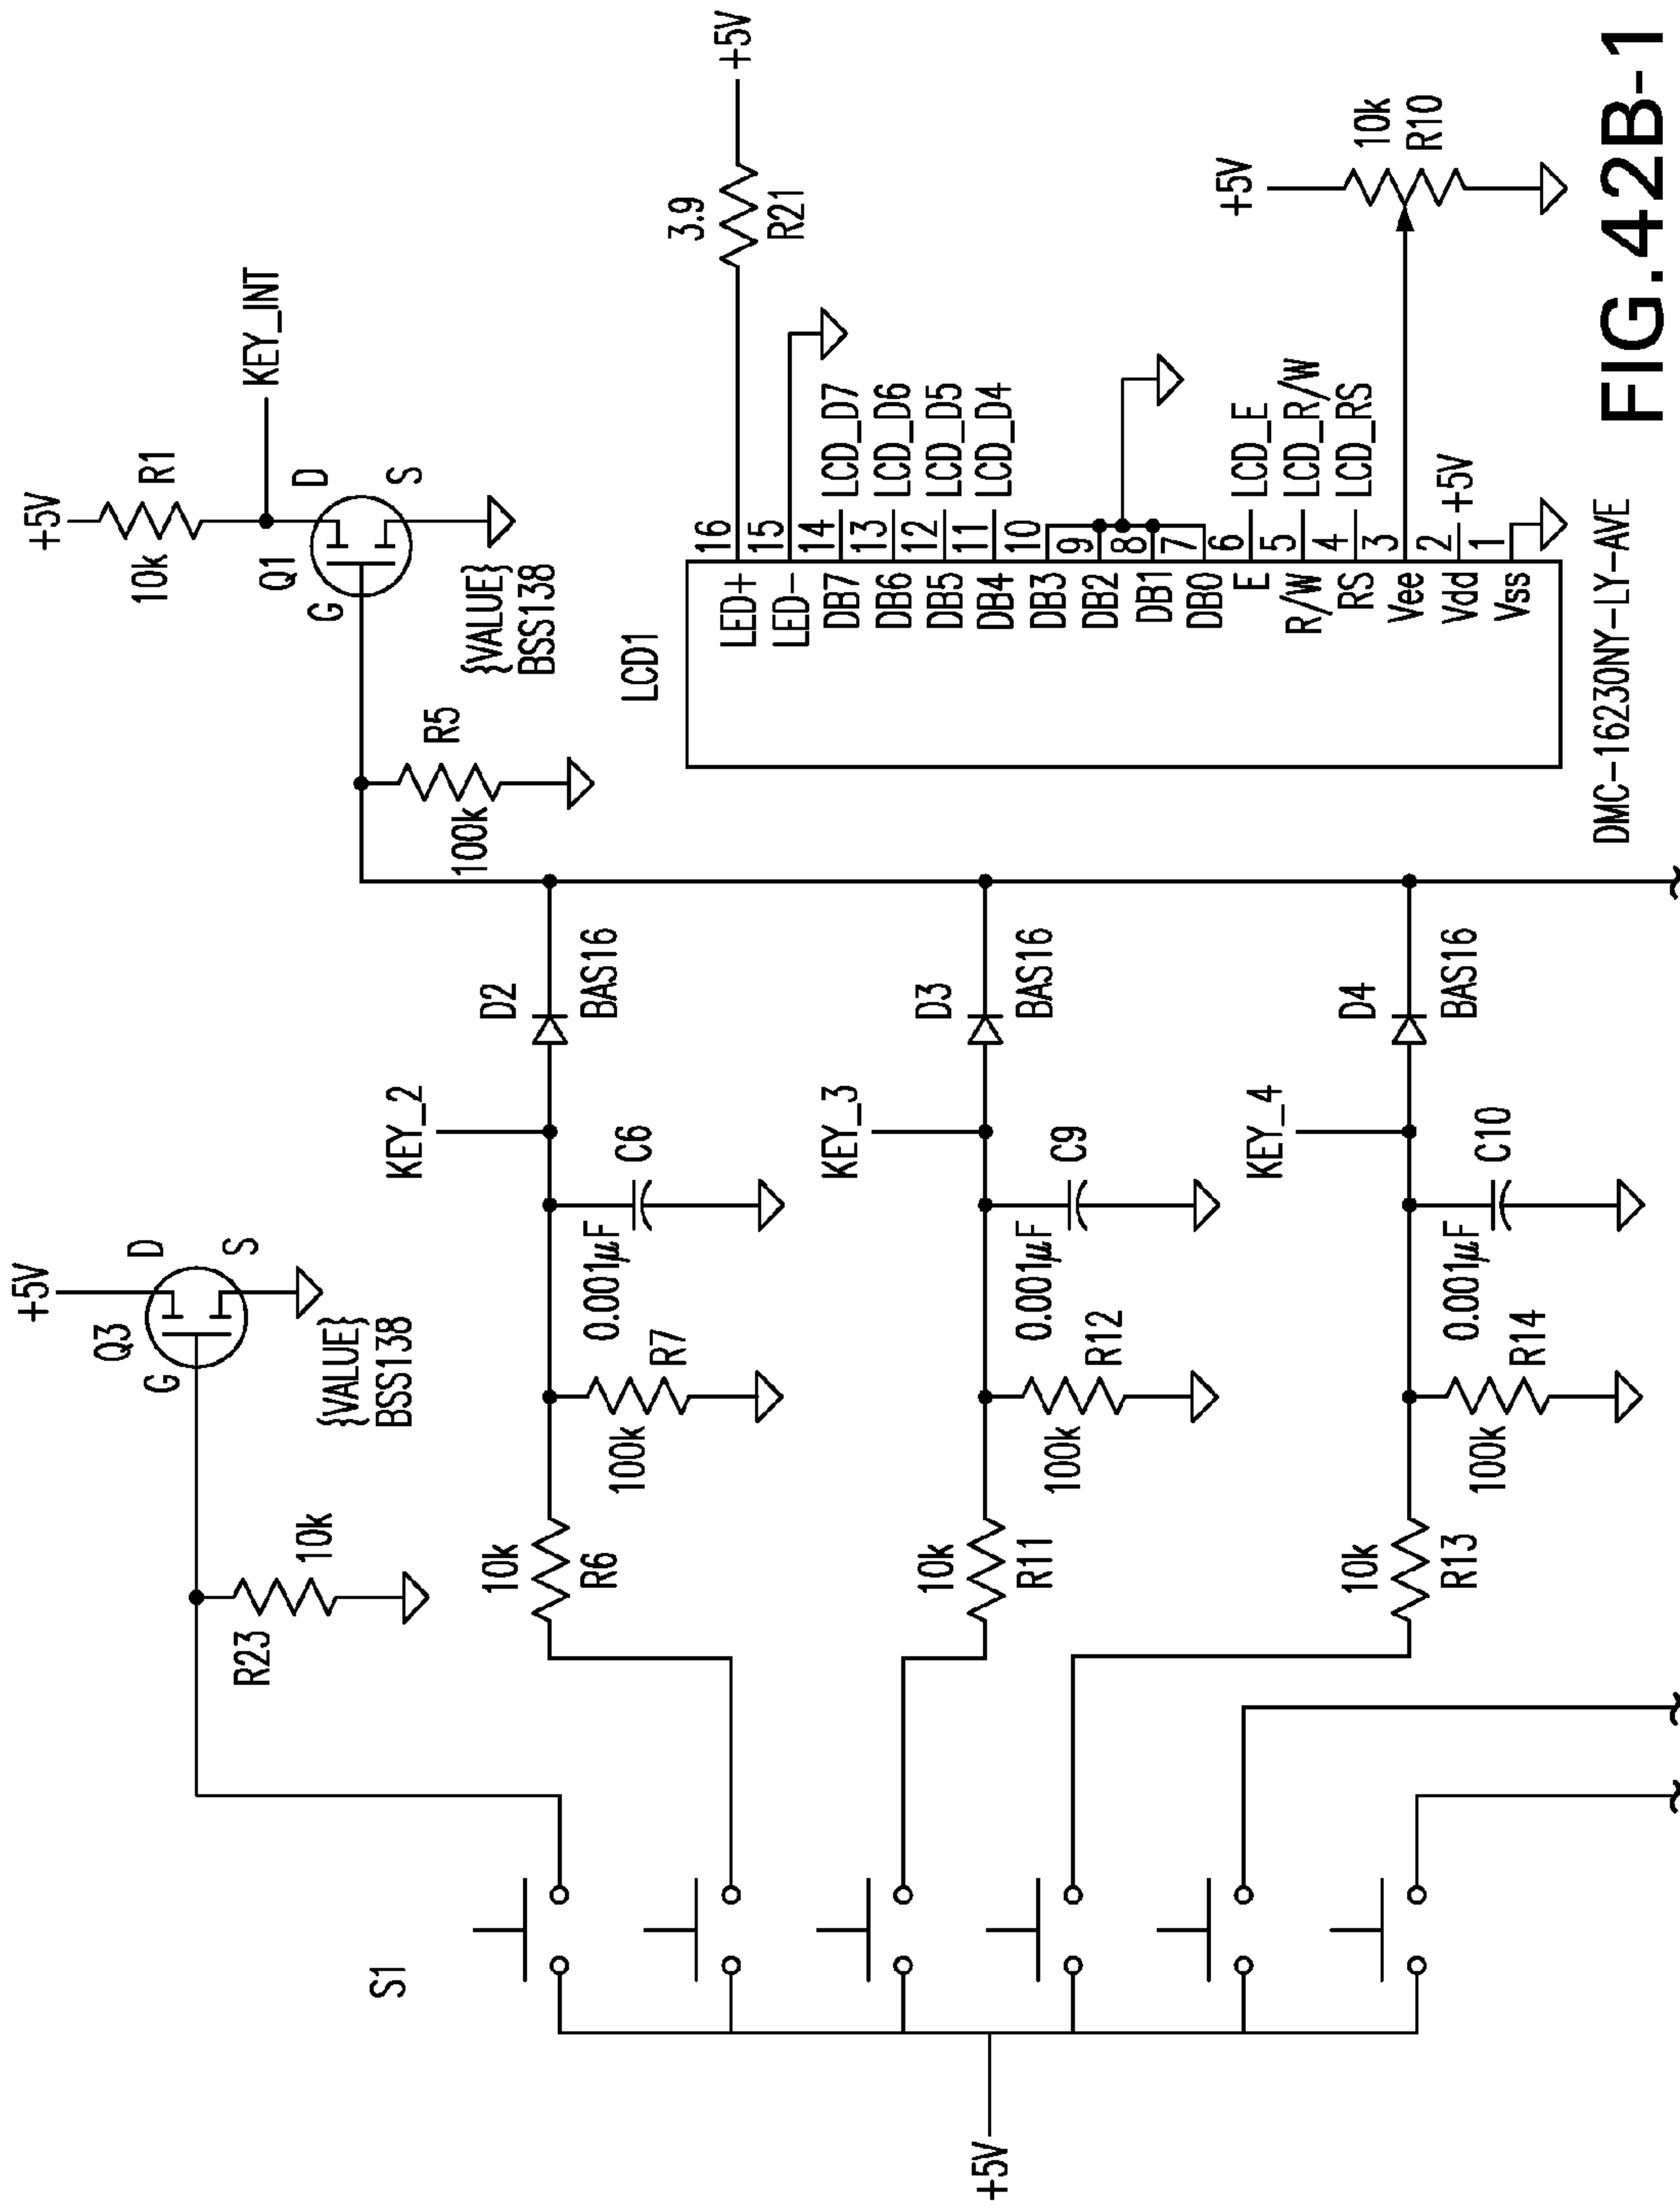 +5V
Q3
D
G
S
{VALUE}
BSS138
R23
10k
+5V
10k
R1
KEY_INT
Q1
D
G
S
{VALUE}
BSS138
R5
100k
S1
+5V
10k
R6
100k
R7
0.001μF
C6
KEY_2
D2
BAS16
10k
R11
100k
R12
0.001μF
C9
KEY_3
D3
BAS16
10k
R13
100k
R14
0.001μF
C10
KEY_4
D4
BAS16
LCD1
LED+ 16
3.9
R21
+5V
LED- 15
DB7 14 LCD_D7
DB6 13 LCD_D6
DB5 12 LCD_D5
DB4 11 LCD_D4
DB3 10
DB2 9
DB1 8
DB0 7
E 6 LCD_E
R/W 5 LCD_R/W
RS 4 LCD_RS
Vee 3
Vdd 2 +5V
Vss 1
+5V
10k
R10
DMC-16230NY-LY-AVE
FIG.42B-1